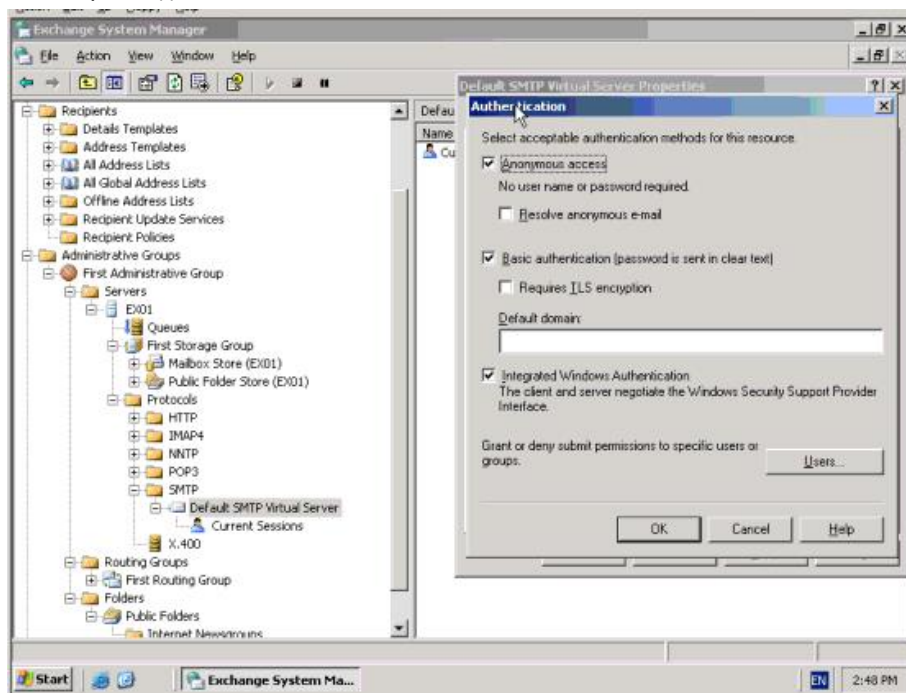 Exchange System Manager
File Action View Window Help
Recipients
Details Templates
Address Templates
All Address Lists
All Global Address Lists
Offline Address Lists
Recipient Update Services
Recipient Policies
Administrative Groups
First Administrative Group
Servers
EX01
Queues
First Storage Group
Mailbox Store (EX01)
Public Folder Store (EX01)
Protocols
HTTP
IMAP4
NNTP
POP3
SMTP
Default SMTP Virtual Server
Current Sessions
X.400
Routing Groups
First Routing Group
Folders
Public Folders
Internet Newsgroups
Defau
Name
Cu
Default SMTP Virtual Server Properties
Authentication
Select acceptable authentication methods for this resource.
Anonymous access
No user name or password required.
Resolve anonymous e-mail
Basic authentication (password is sent in clear text)
Requires TLS encryption
Default domain:
Integrated Windows Authentication
The client and server negotiate the Windows Security Support Provider
Interface.
Grant or deny submit permissions to specific users or
groups.
Users...
OK Cancel Help
Start
Exchange System Ma...
EN
2:48 PM